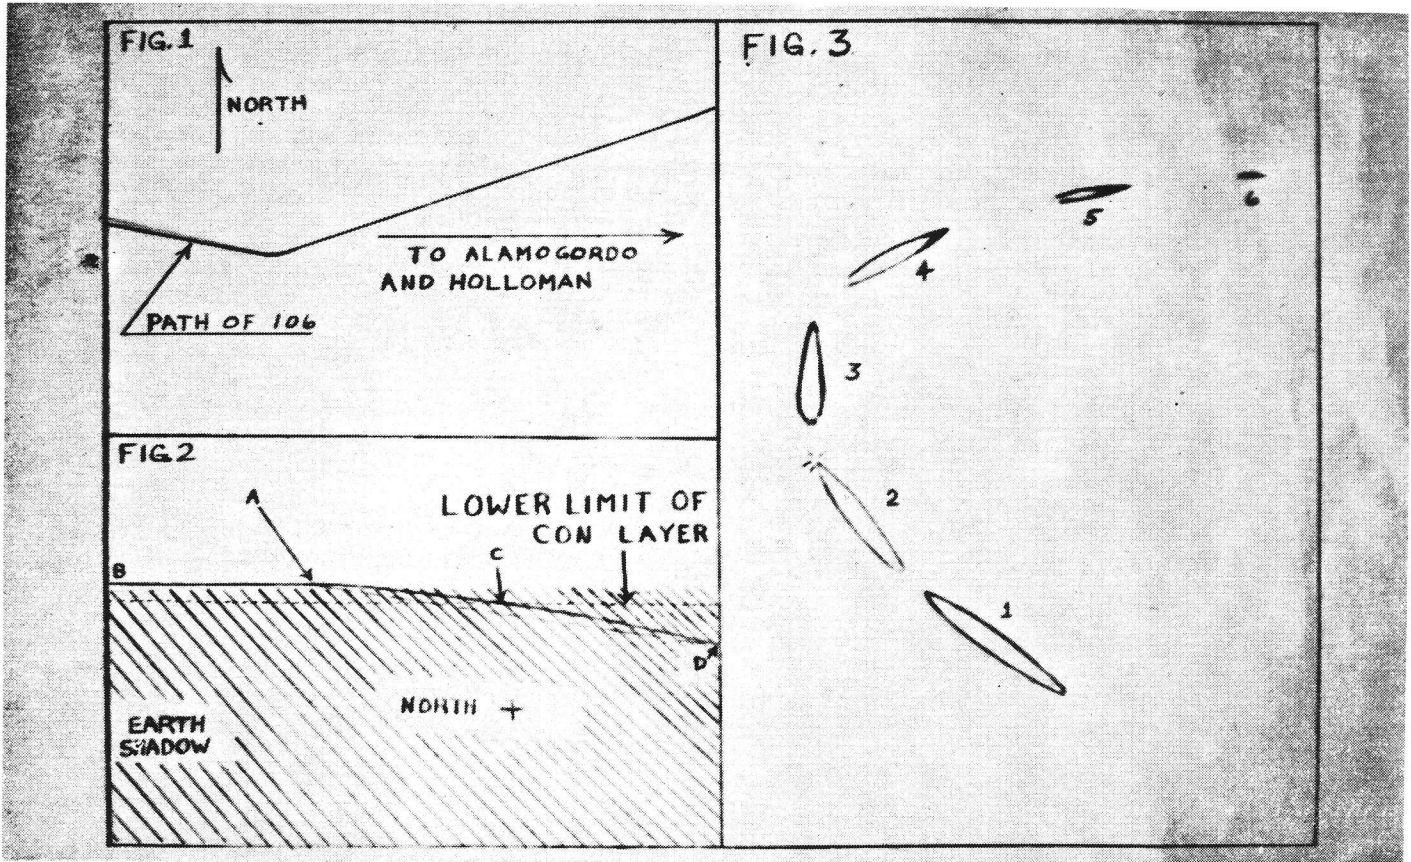 FIG. 1
NORTH
TO ALAMOGORDO
AND HOLLOMAN
PATH OF 106
FIG. 2
A
LOWER LIMIT OF
CON LAYER
B
C
D
NORTH +
EARTH
SHADOW
FIG. 3
6
5
4
3
2
1